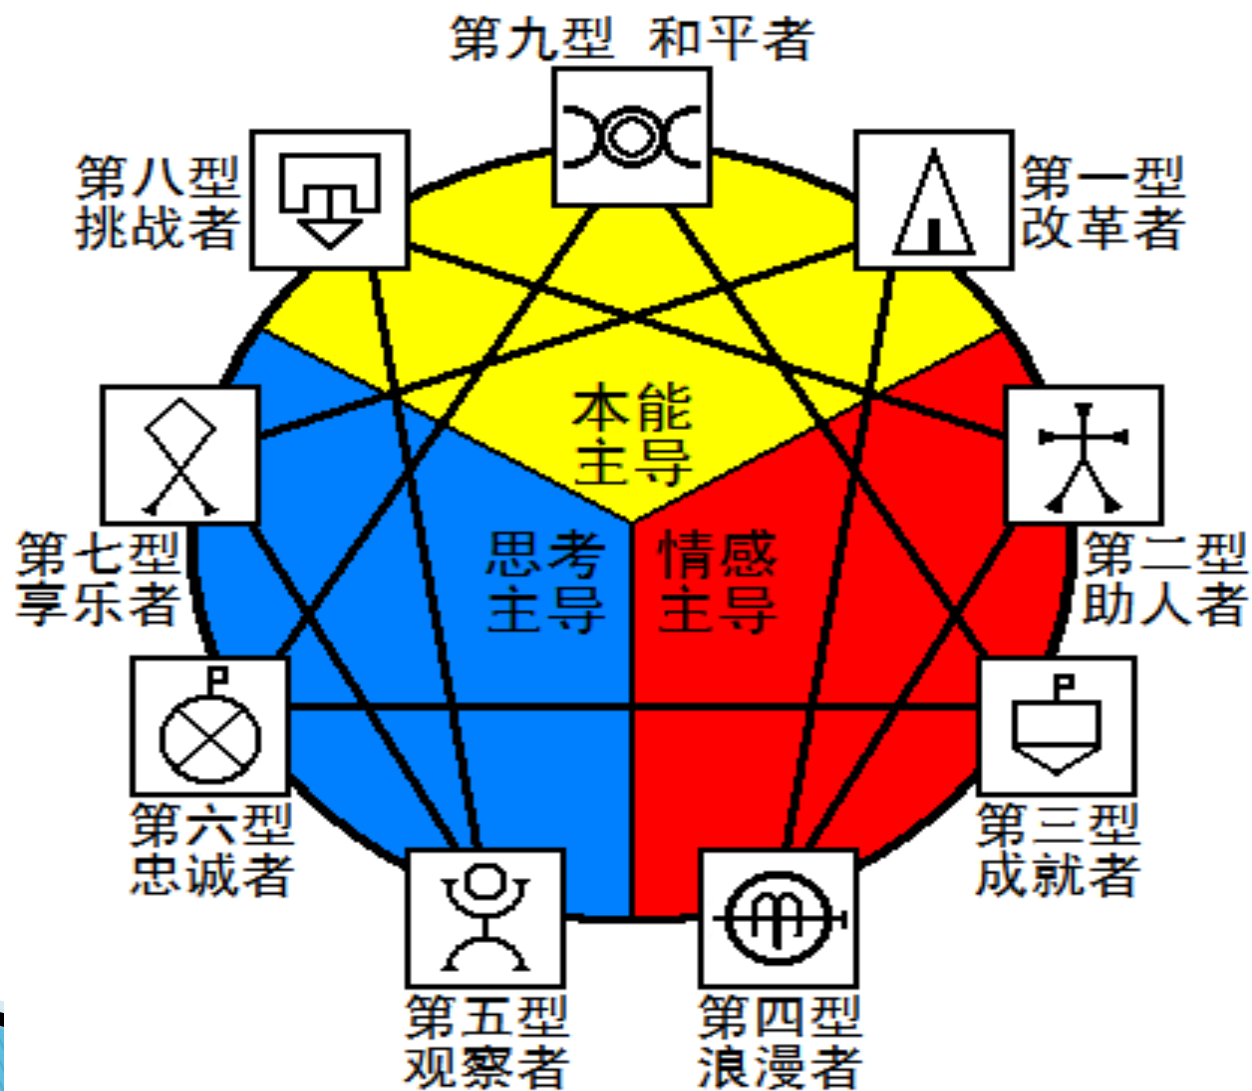 第九型 和平者
第八型
挑战者
第一型
改革者
本能
主导
第七型
享乐者
思考
主导
情感
主导
第二型
助人者
第六型
忠诚者
第三型
成就者
第五型
观察者
第四型
浪漫者